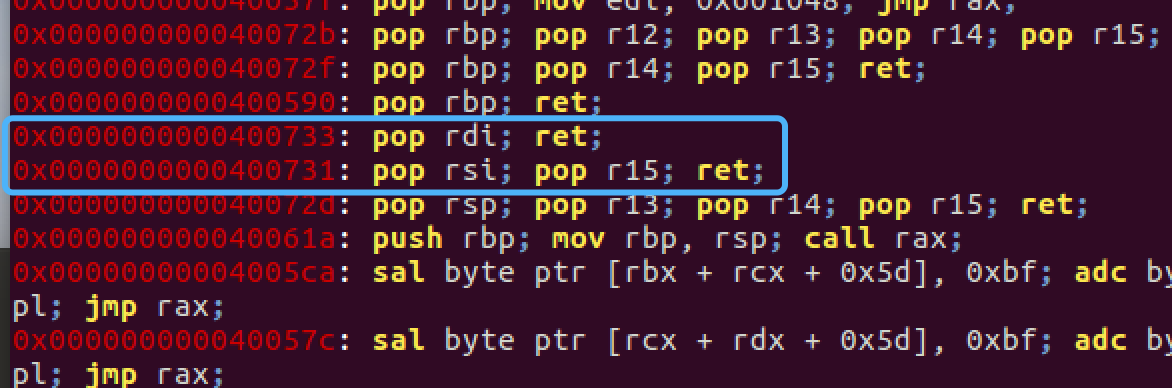 0x000000000040057f: pop rbp; mov edi, 0x601048; jmp rax;
0x000000000040072b: pop rbp; pop r12; pop r13; pop r14; pop r15;
0x000000000040072f: pop rbp; pop r14; pop r15; ret;
0x0000000000400590: pop rbp; ret;
0x0000000000400733: pop rdi; ret;
0x0000000000400731: pop rsi; pop r15; ret;
0x000000000040072d: pop rsp; pop r13; pop r14; pop r15; ret;
0x000000000040061a: push rbp; mov rbp, rsp; call rax;
0x00000000004005ca: sal byte ptr [rbx + rcx + 0x5d], 0xbf; adc by
pl; jmp rax;
0x000000000040057c: sal byte ptr [rcx + rdx + 0x5d], 0xbf; adc by
pl; jmp rax;